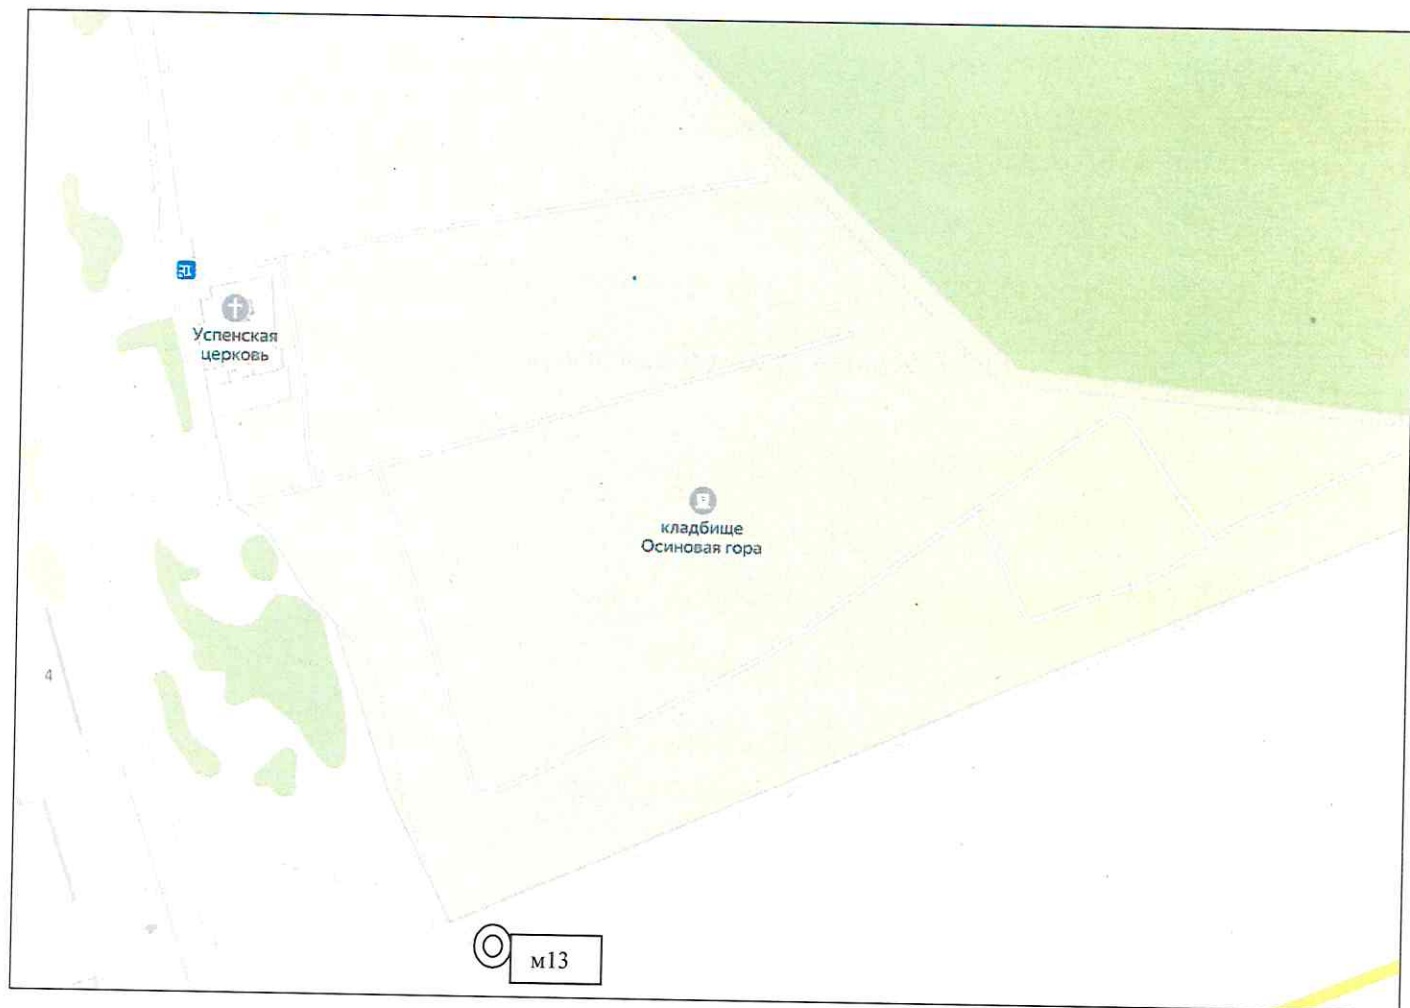 Успенская
церковь
кладбище
Осиновая гора
4
м13